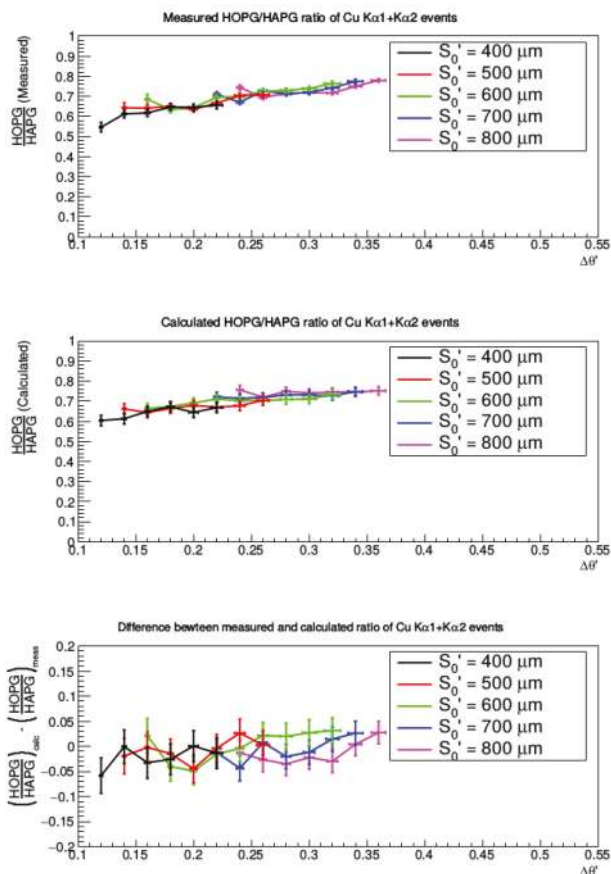 Measured HOPG/HAPG ratio of Cu Kα1+Kα2 events
HOPG
HAPG (Measured)
1
0.9
0.8
0.7
0.6
0.5
0.4
0.3
0.2
0.1
0
0.1 0.15 0.2 0.25 0.3 0.35 0.4 0.45 0.5 0.55
Δθ'
S₀' = 400 μm
S₀' = 500 μm
S₀' = 600 μm
S₀' = 700 μm
S₀' = 800 μm
Calculated HOPG/HAPG ratio of Cu Kα1+Kα2 events
HOPG
HAPG (Calculated)
1
0.9
0.8
0.7
0.6
0.5
0.4
0.3
0.2
0.1
0
0.1 0.15 0.2 0.25 0.3 0.35 0.4 0.45 0.5 0.55
Δθ'
S₀' = 400 μm
S₀' = 500 μm
S₀' = 600 μm
S₀' = 700 μm
S₀' = 800 μm
Difference bewteen measured and calculated ratio of Cu Kα1+Kα2 events
(HOPG/HAPG)calc - (HOPG/HAPG)meas
0.2
0.15
0.1
0.05
0
−0.05
−0.1
−0.15
−0.2
0.1 0.15 0.2 0.25 0.3 0.35 0.4 0.45 0.5 0.55
Δθ'
S₀' = 400 μm
S₀' = 500 μm
S₀' = 600 μm
S₀' = 700 μm
S₀' = 800 μm